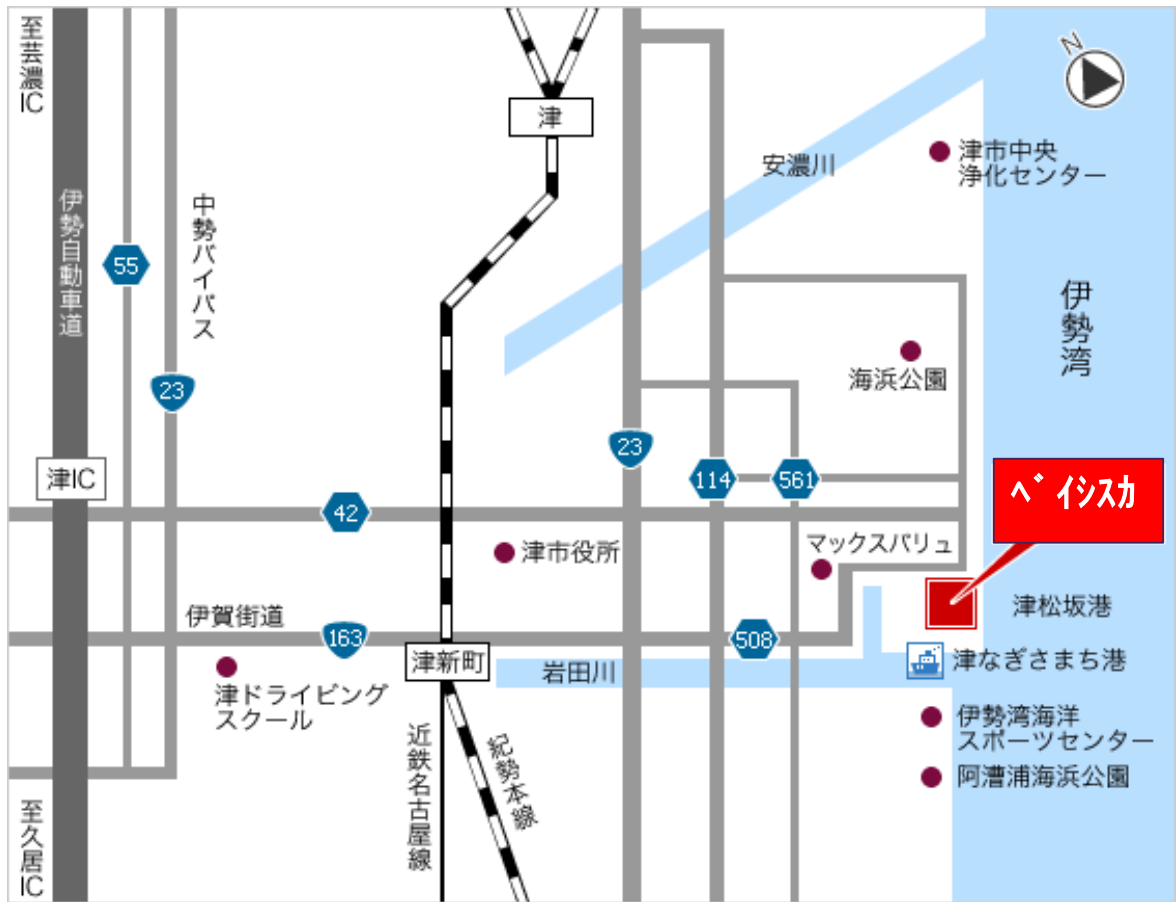 至芸濃IC
N
津
安濃川
津市中央
浄化センター
伊勢自動車道
中勢バイパス
55
伊勢湾
海浜公園
23
23
津IC
114
561
ベイシスカ
42
津市役所
マックスバリュ
伊賀街道
163
508
津松坂港
津新町
岩田川
津なぎさまち港
津ドライビング
スクール
伊勢湾海洋
スポーツセンター
近鉄名古屋線
紀勢本線
阿漕浦海浜公園
至久居IC